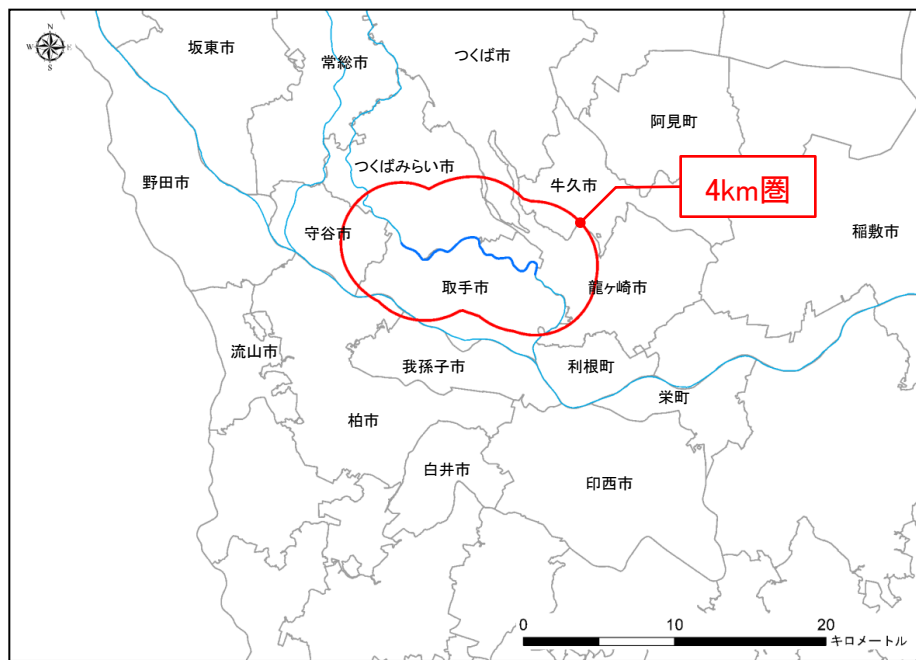 N
W
E
S
坂東市
常総市
つくば市
阿見町
つくばみらい市
野田市
牛久市
4km圏
守谷市
稲敷市
取手市
龍ヶ崎市
流山市
我孫子市
利根町
栄町
柏市
白井市
印西市
0 10 20
キロメートル